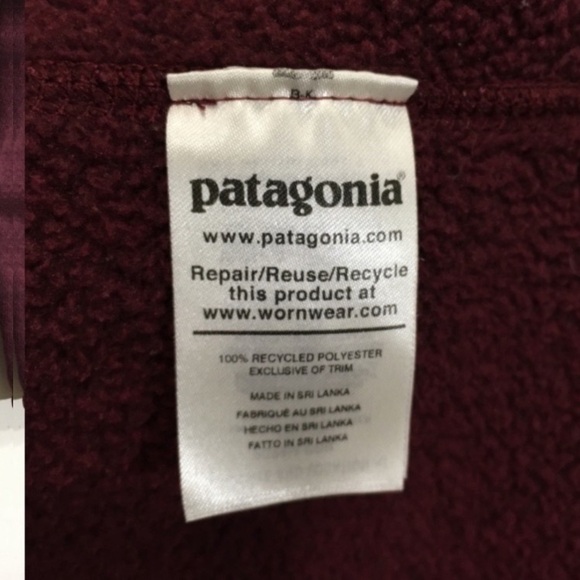 B-K
patagonia®
www.patagonia.com
Repair/Reuse/Recycle
this product at
www.wornwear.com
100% RECYCLED POLYESTER
EXCLUSIVE OF TRIM
MADE IN SRI LANKA
FABRIQUÉ AU SRI LANKA
HECHO EN SRI LANKA
FATTO IN SRI LANKA